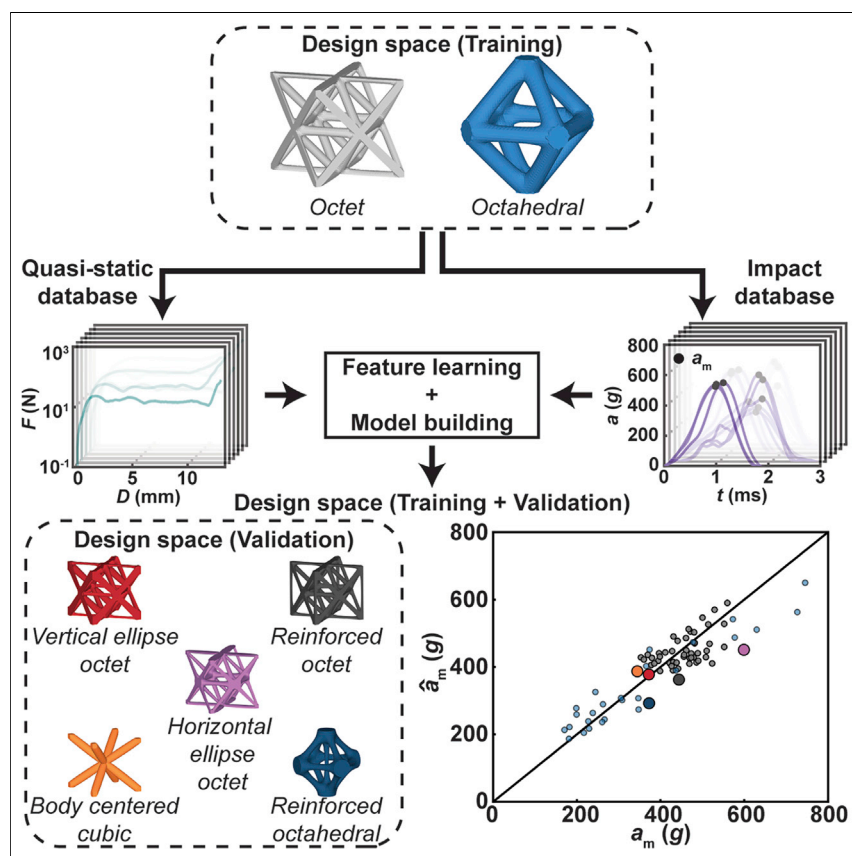 Design space (Training)
Octet
Octahedral
Quasi-static
database
Impact
database
10³
10¹
10⁻¹
F (N)
0
5
10
D (mm)
Feature learning
+
Model building
800
600
400
200
0
a (g)
aₘ
0
1
2
3
t (ms)
Design space (Training + Validation)
Design space (Validation)
Vertical ellipse
octet
Reinforced
octet
Horizontal
ellipse
octet
Body centered
cubic
Reinforced
octahedral
800
600
400
200
0
âₘ (g)
0
200
400
600
800
aₘ (g)